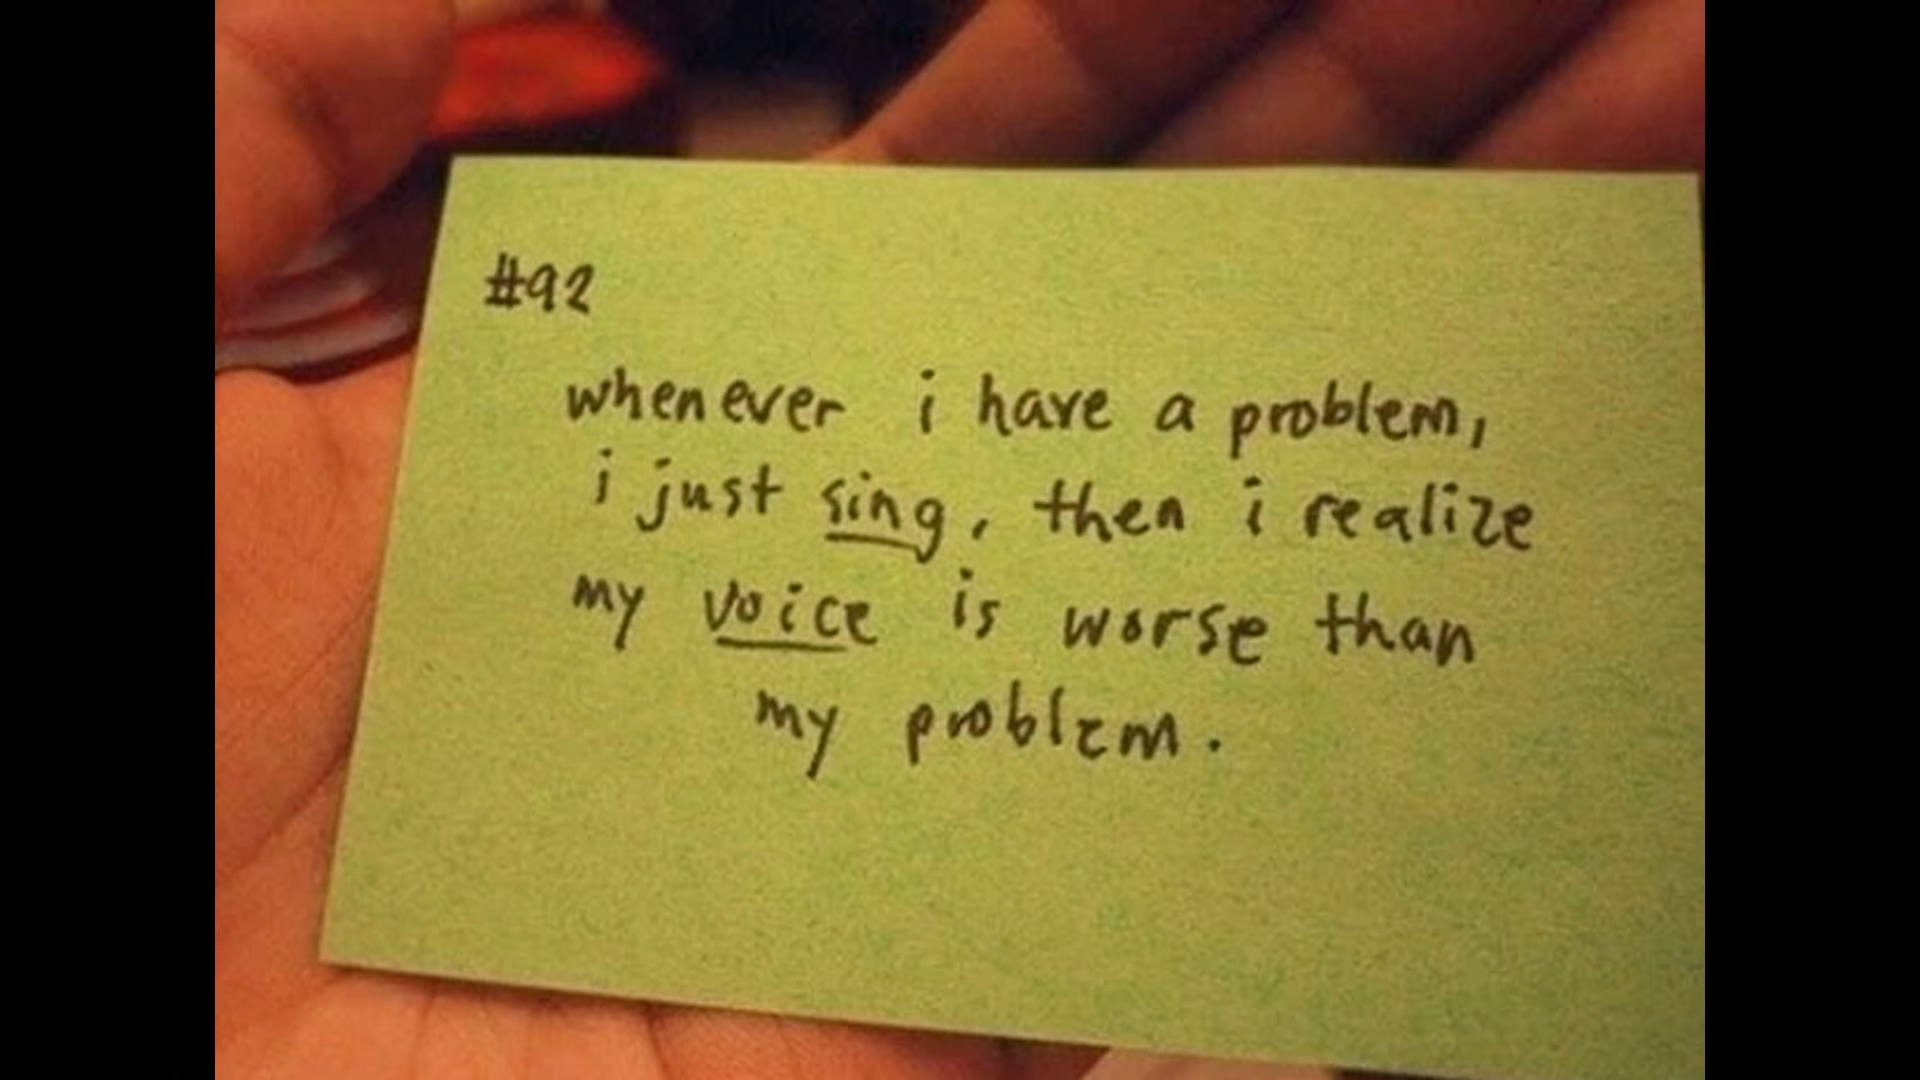 #92
whenever i have a problem,
i just sing, then i realize
my voice is worse than
my problem.